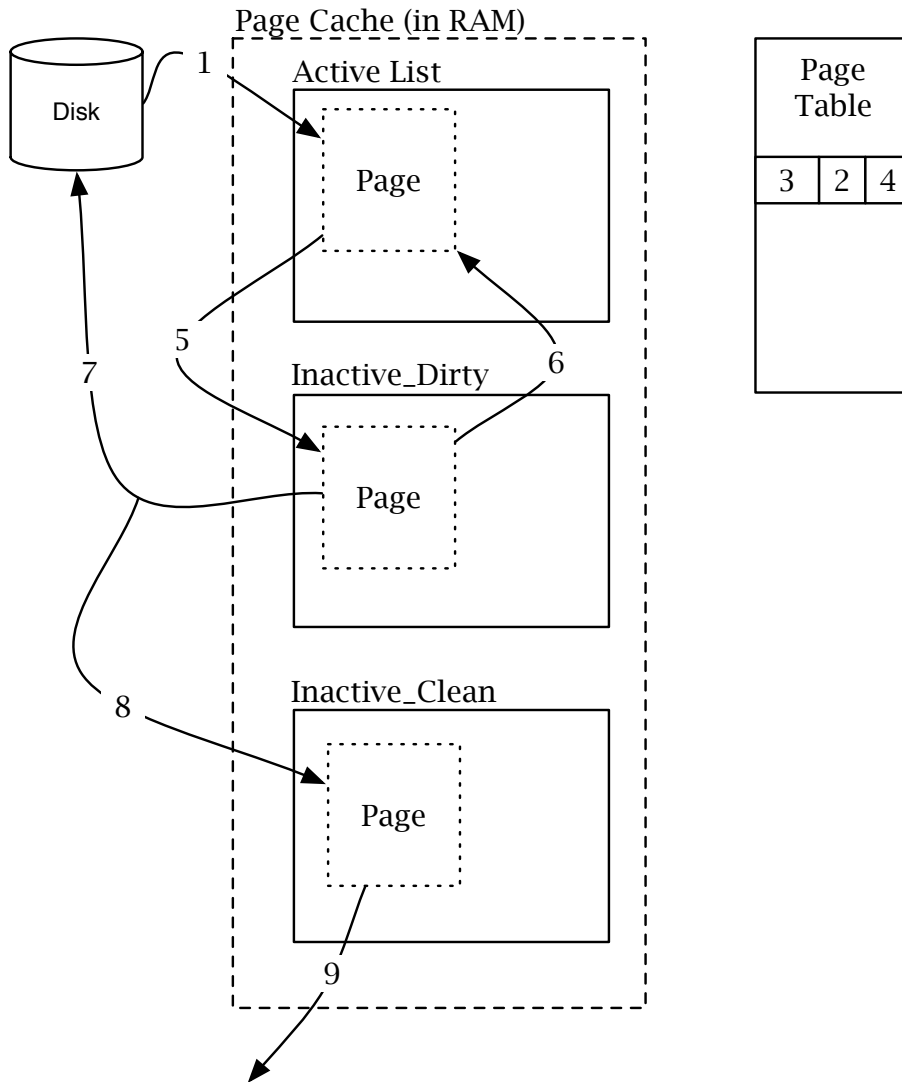 Page Cache (in RAM)
1
Active List
Disk
Page
Page
Table
3 2 4
5
6
7
Inactive_Dirty
Page
Inactive_Clean
8
Page
9